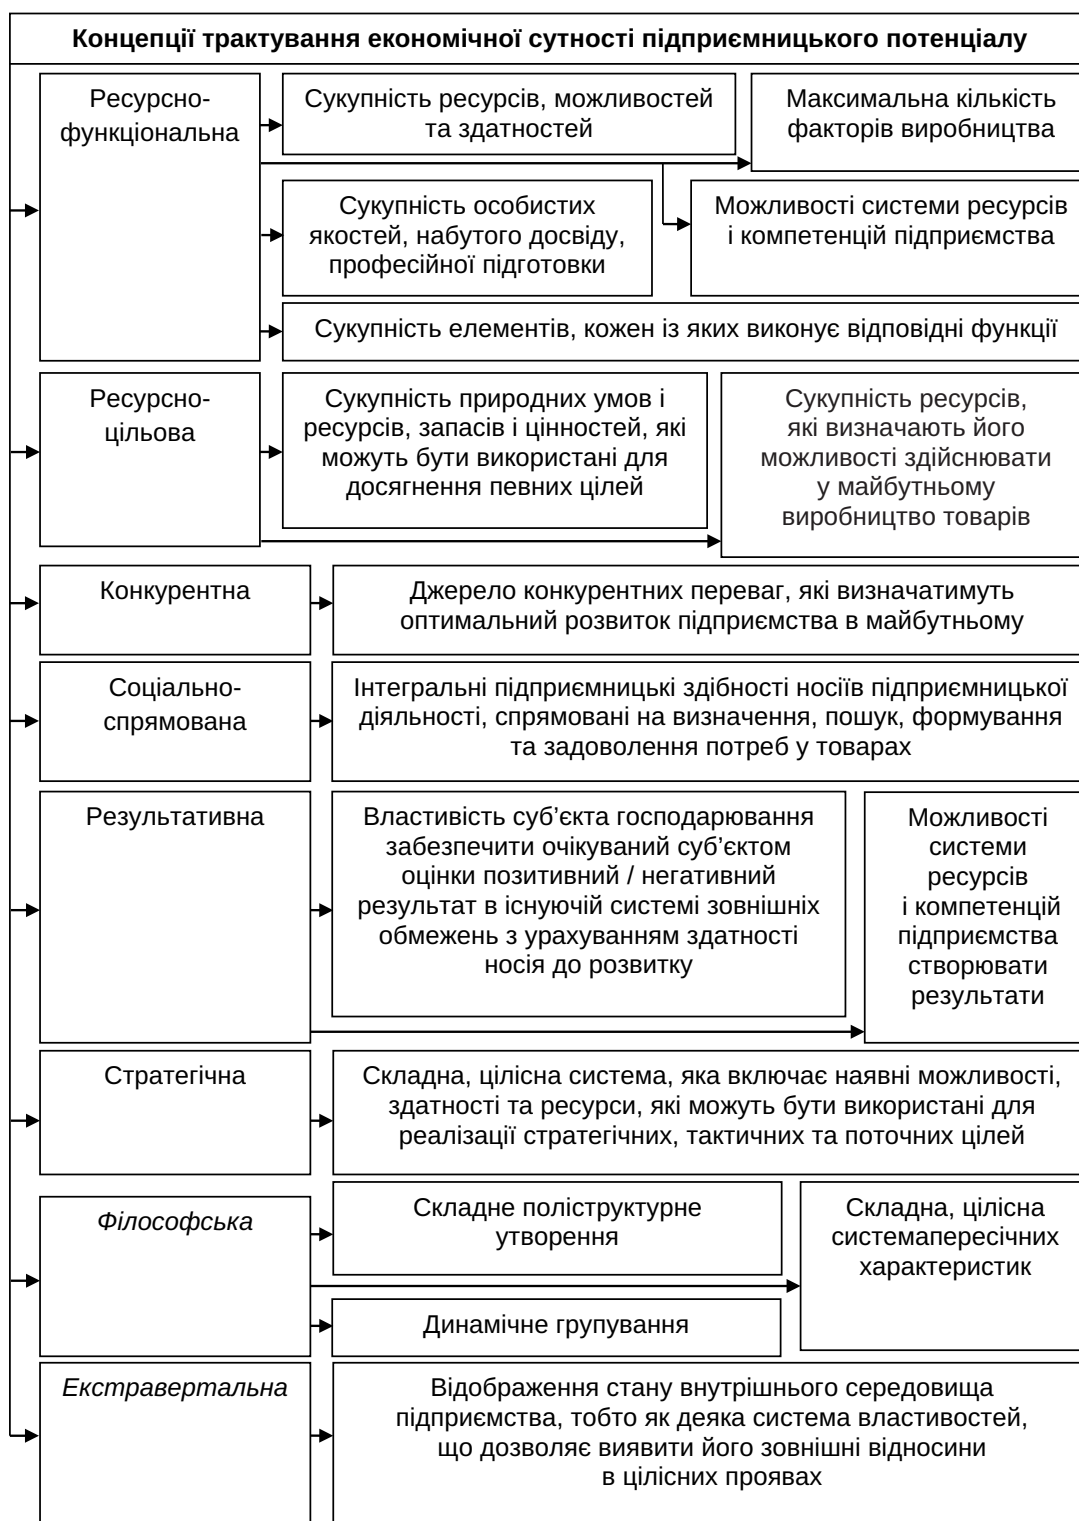 Концепції трактування економічної сутності підприємницького потенціалу
Ресурсно-
функціональна
Сукупність ресурсів, можливостей
та здатностей
Максимальна кількість
факторів виробництва
Сукупність особистих
якостей, набутого досвіду,
професійної підготовки
Можливості системи ресурсів
і компетенцій підприємства
Сукупність елементів, кожен із яких виконує відповідні функції
Ресурсно-
цільова
Сукупність природних умов і
ресурсів, запасів і цінностей, які
можуть бути використані для
досягнення певних цілей
Сукупність ресурсів,
які визначають його
можливості здійснювати
у майбутньому
виробництво товарів
Конкурентна
Джерело конкурентних переваг, які визначатимуть
оптимальний розвиток підприємства в майбутньому
Соціально-
спрямована
Інтегральні підприємницькі здібності носіїв підприємницької
діяльності, спрямовані на визначення, пошук, формування
та задоволення потреб у товарах
Результативна
Властивість суб’єкта господарювання
забезпечити очікуваний суб’єктом
оцінки позитивний / негативний
результат в існуючій системі зовнішніх
обмежень з урахуванням здатності
носія до розвитку
Можливості
системи
ресурсів
і компетенцій
підприємства
створювати
результати
Стратегічна
Складна, цілісна система, яка включає наявні можливості,
здатності та ресурси, які можуть бути використані для
реалізації стратегічних, тактичних та поточних цілей
Філософська
Складне поліструктурне
утворення
Складна, цілісна
системапересічних
характеристик
Динамічне групування
Екстравертальна
Відображення стану внутрішнього середовища
підприємства, тобто як деяка система властивостей,
що дозволяє виявити його зовнішні відносини
в цілісних проявах